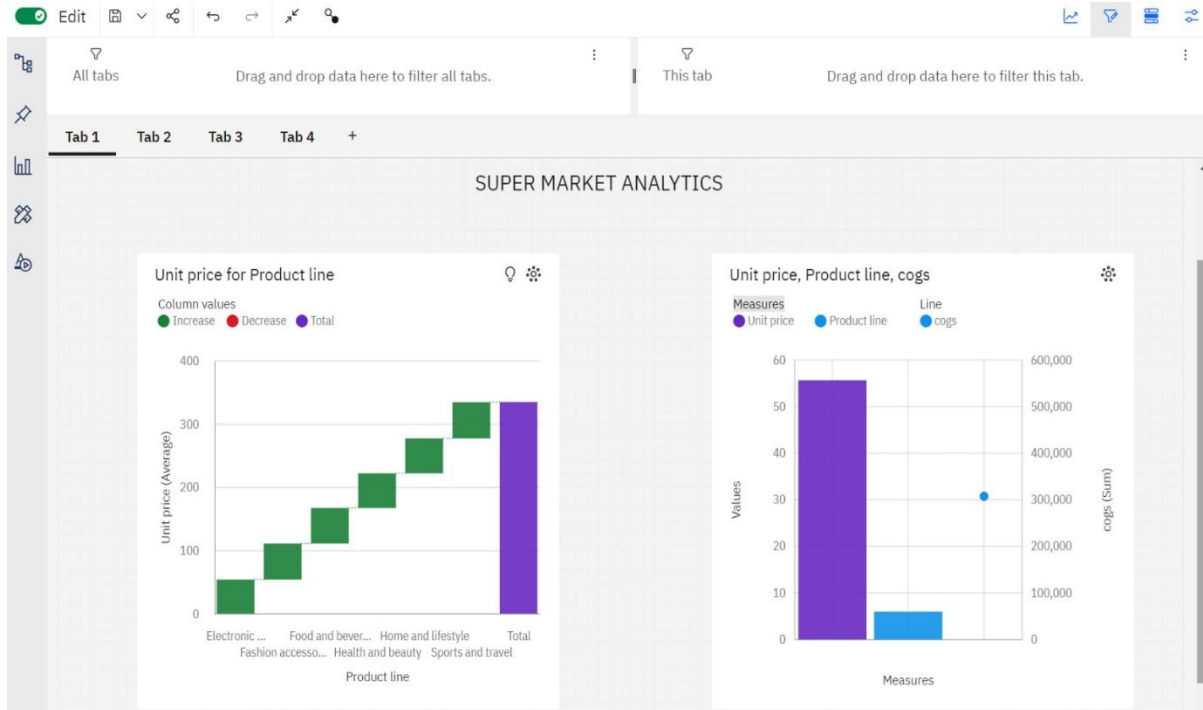 Edit
All tabs
Drag and drop data here to filter all tabs.
This tab
Drag and drop data here to filter this tab.
Tab 1 Tab 2 Tab 3 Tab 4 +
SUPER MARKET ANALYTICS
Unit price for Product line
Column values
Increase Decrease Total
400
300
200
100
0
Unit price (Average)
Electronic ... Food and bever... Home and lifestyle Total
Fashion accesso... Health and beauty Sports and travel
Product line
Unit price, Product line, cogs
Measures Line
Unit price Product line cogs
60 600,000
50 500,000
40 400,000
30 300,000
20 200,000
10 100,000
0 0
Values
cogs (Sum)
Measures